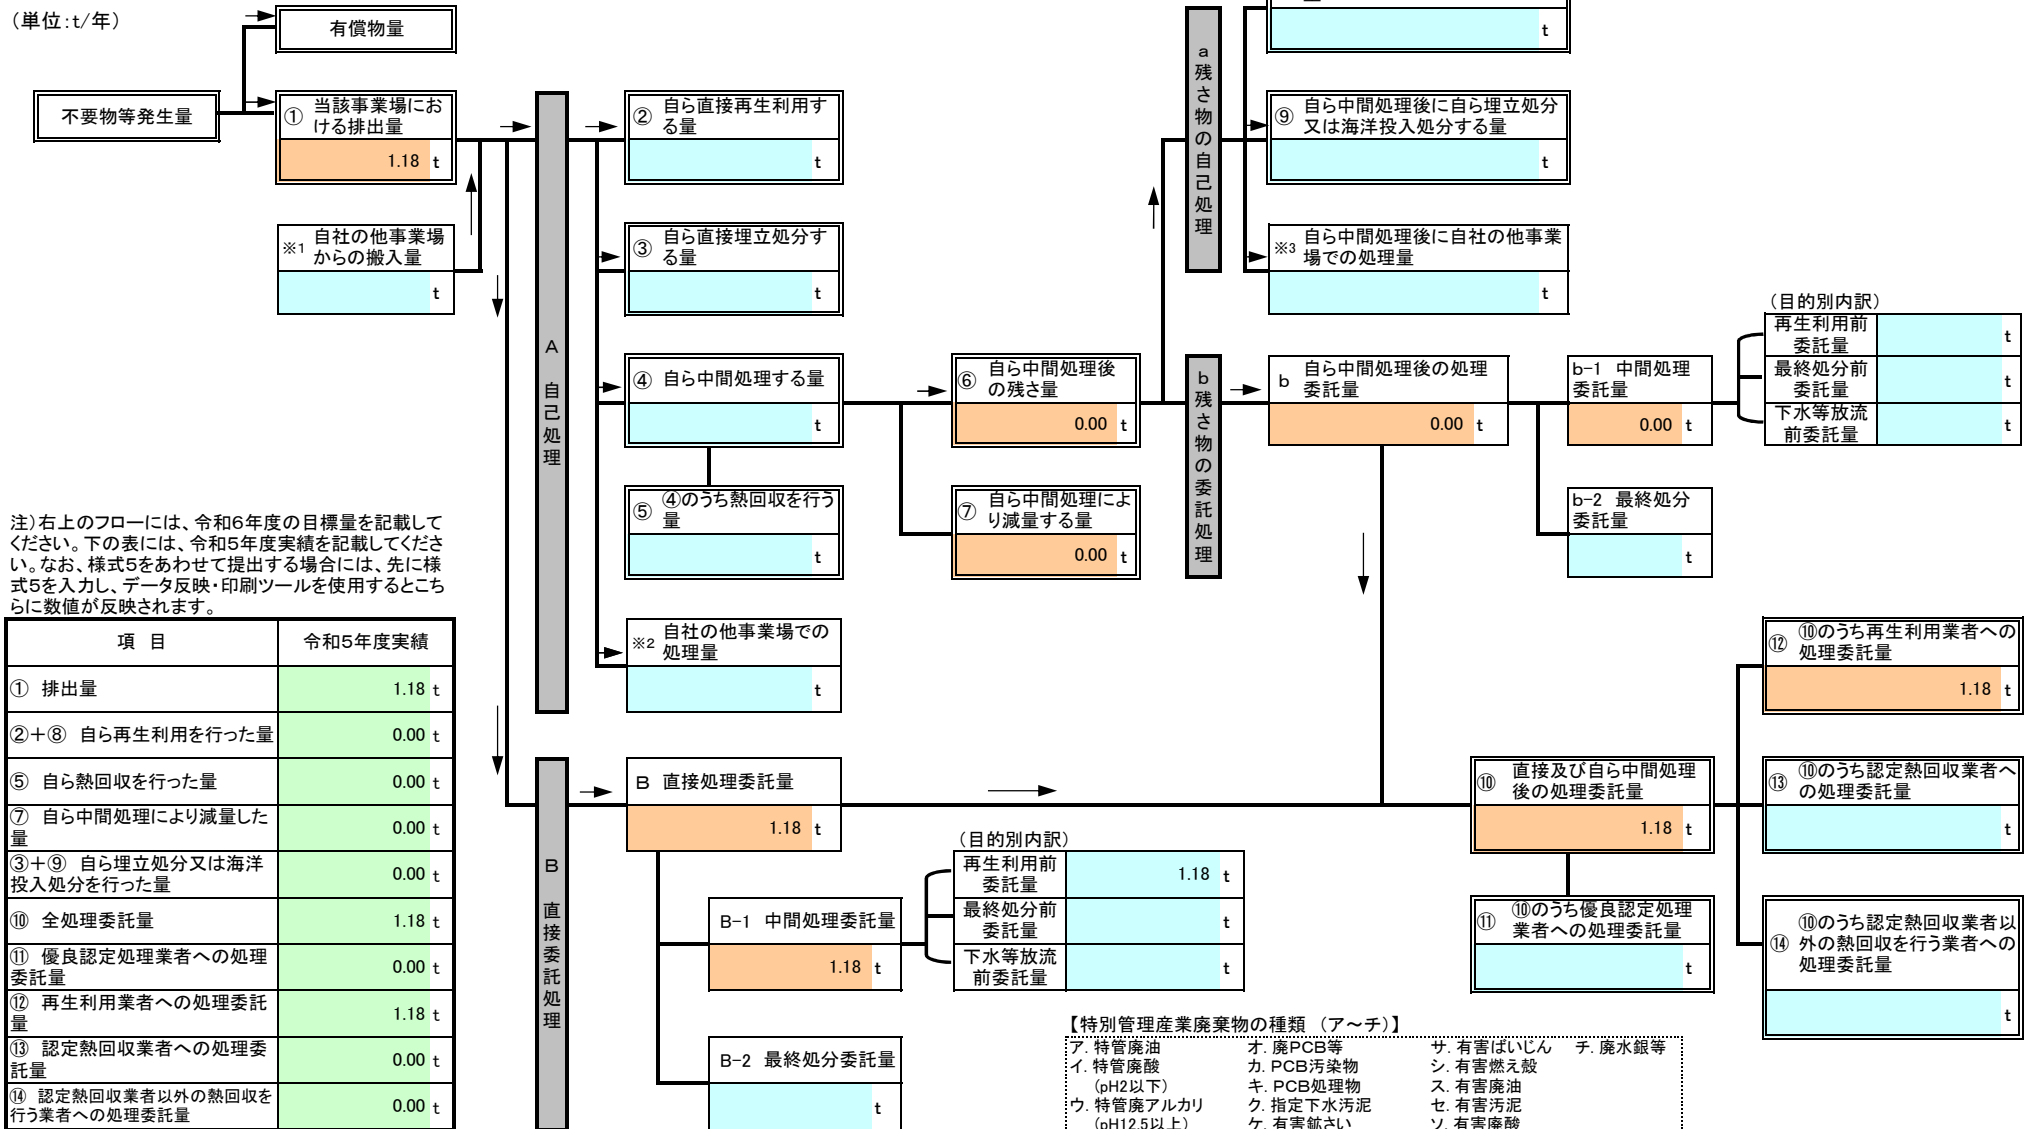 (単位:t/年)
有償物量
不要物等発生量
① 当該事業場にお
ける排出量
1.18 t
※1 自社の他事業場
からの搬入量
t
A 自己処理
② 自ら直接再生利用す
る量
t
③ 自ら直接埋立処分す
る量
t
④ 自ら中間処理する量
t
⑤ ④のうち熱回収を行う
量
t
※2 自社の他事業場での
処理量
t
⑥ 自ら中間処理後
の残さ量
0.00 t
⑦ 自ら中間処理によ
り減量する量
0.00 t
a 残さ物の自己処理
t
⑨ 自ら中間処理後に自ら埋立処分
又は海洋投入処分する量
t
※3 自ら中間処理後に自社の他事業
場での処理量
t
b 残さ物の委託処理
b 自ら中間処理後の処理
委託量
0.00 t
b-1 中間処理
委託量
0.00 t
b-2 最終処分
委託量
t
(目的別内訳)
再生利用前
委託量
t
最終処分前
委託量
t
下水等放流
前委託量
t
注)右上のフローには、令和6年度の目標量を記載して
ください。下の表には、令和5年度実績を記載してくださ
い。なお、様式5をあわせて提出する場合には、先に様
式5を入力し、データ反映・印刷ツールを使用するとこち
らに数値が反映されます。
項 目 令和5年度実績
① 排出量 1.18 t
②+⑧ 自ら再生利用を行った量 0.00 t
⑤ 自ら熱回収を行った量 0.00 t
⑦ 自ら中間処理により減量した
量 0.00 t
③+⑨ 自ら埋立処分又は海洋
投入処分を行った量 0.00 t
⑩ 全処理委託量 1.18 t
⑪ 優良認定処理業者への処理
委託量 0.00 t
⑫ 再生利用業者への処理委託
量 1.18 t
⑬ 認定熱回収業者への処理委
託量 0.00 t
⑭ 認定熱回収業者以外の熱回収を
行う業者への処理委託量 0.00 t
B 直接委託処理
B 直接処理委託量
1.18 t
B-1 中間処理委託量
1.18 t
B-2 最終処分委託量
t
(目的別内訳)
再生利用前
委託量
1.18 t
最終処分前
委託量
t
下水等放流
前委託量
t
⑩ 直接及び自ら中間処理
後の処理委託量
1.18 t
⑪ ⑩のうち優良認定処理
業者への処理委託量
t
⑫ ⑩のうち再生利用業者への
処理委託量
1.18 t
⑬ ⑩のうち認定熱回収業者へ
の処理委託量
t
⑭ ⑩のうち認定熱回収業者以
外の熱回収を行う業者への
処理委託量
t
【特別管理産業廃棄物の種類 (ア~チ)】
ア. 特管廃油 オ. 廃PCB等 サ. 有害ばいじん チ. 廃水銀等
イ. 特管廃酸 カ. PCB汚染物 シ. 有害燃え殻
(pH2以下) キ. PCB処理物 ス. 有害廃油
ウ. 特管廃アルカリ ク. 指定下水汚泥 セ. 有害汚泥
(pH12.5以上) ケ. 有害鉱さい ソ. 有害廃酸